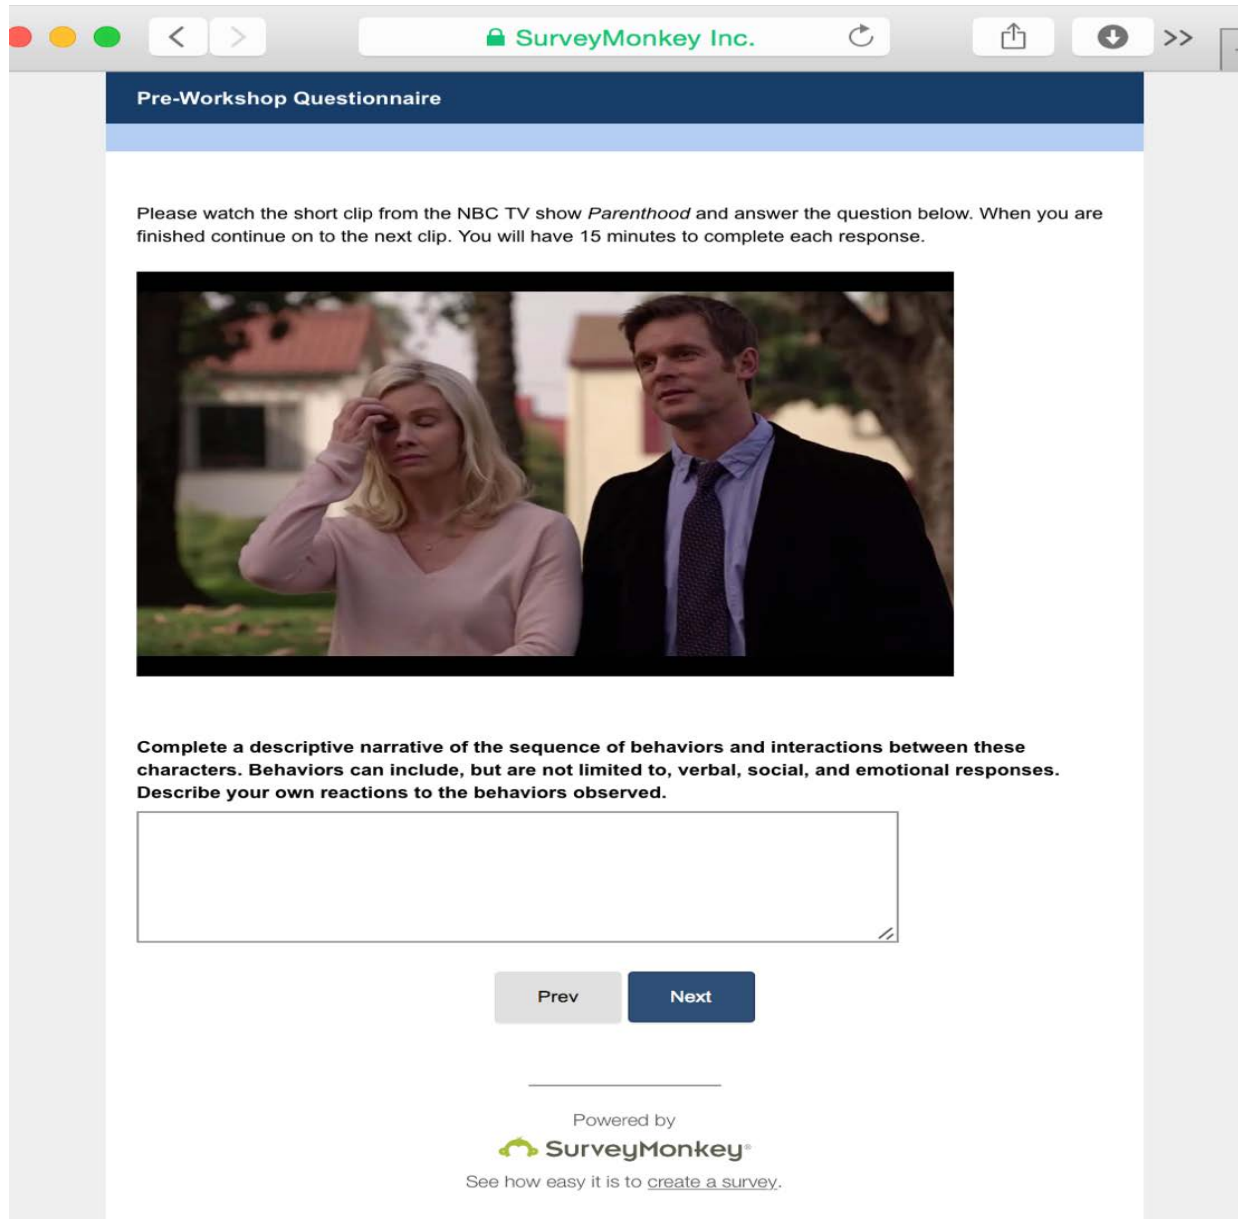 SurveyMonkey Inc.
>>
Pre-Workshop Questionnaire
Please watch the short clip from the NBC TV show Parenthood and answer the question below. When you are
finished continue on to the next clip. You will have 15 minutes to complete each response.
Complete a descriptive narrative of the sequence of behaviors and interactions between these
characters. Behaviors can include, but are not limited to, verbal, social, and emotional responses.
Describe your own reactions to the behaviors observed.
Prev Next
Powered by
SurveyMonkey®
See how easy it is to create a survey.